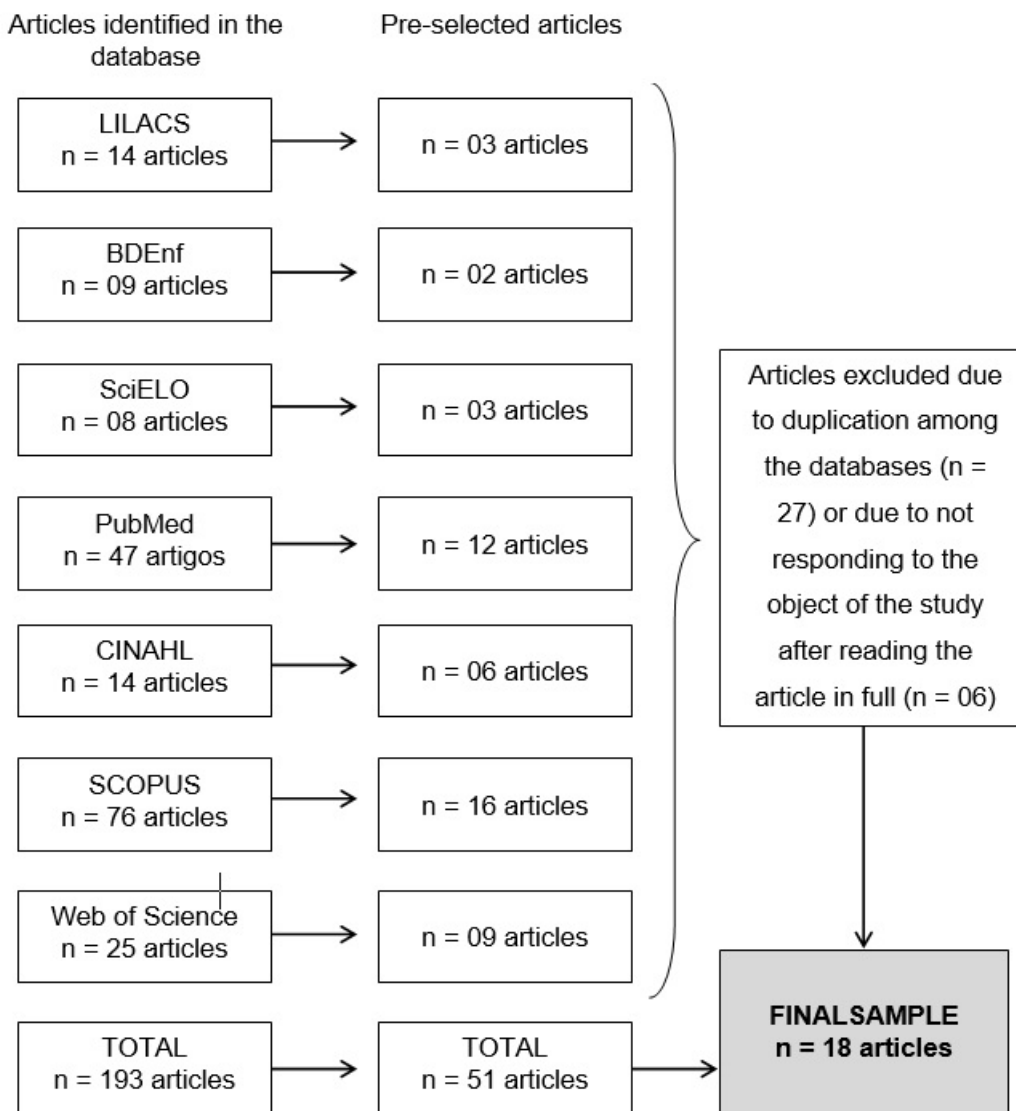 Articles identified in the
database
Pre-selected articles
LILACS
n = 14 articles
n = 03 articles
BDEnf
n = 09 articles
n = 02 articles
SciELO
n = 08 articles
n = 03 articles
PubMed
n = 47 artigos
n = 12 articles
CINAHL
n = 14 articles
n = 06 articles
SCOPUS
n = 76 articles
n = 16 articles
Web of Science
n = 25 articles
n = 09 articles
TOTAL
n = 193 articles
TOTAL
n = 51 articles
Articles excluded due
to duplication among
the databases (n =
27) or due to not
responding to the
object of the study
after reading the
article in full (n = 06)
FINALSAMPLE
n = 18 articles